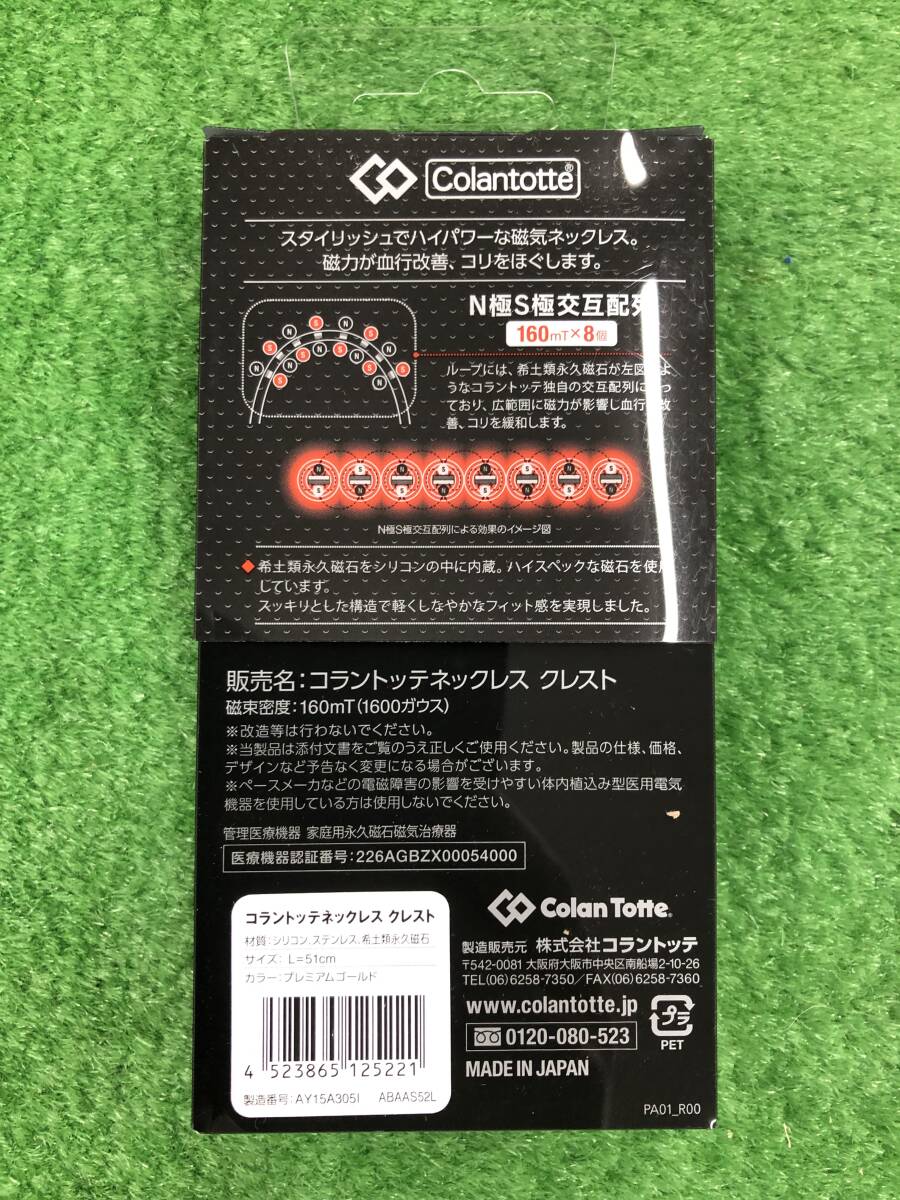 Colantotte®
スタイリッシュでハイパワーな磁気ネックレス。
磁力が血行改善、コリをほぐします。
N極S極交互配列
160mT×8個
ループには、希土類永久磁石が左図
よ
うなコラントッテ独自の交互配列に
っ
ており、広範囲に磁力が影響し血行
改
善、コリを緩和します。
N S N S N S N S
S N S N S N S N
N極S極交互配列による効果のイメージ図
◆希土類永久磁石をシリコンの中に内蔵。ハイスペックな磁石を使用
しています。
スッキリとした構造で軽くしなやかなフィット感を実現しました。
販売名:コラントッテネックレス クレスト
磁束密度:160mT(1600ガウス)
※改造等は行わないでください。
※当製品は添付文書をご覧のうえ正しくご使用ください。製品の仕様、価格、
デザインなど予告なく変更になる場合がございます。
※ペースメーカなどの電磁障害の影響を受けやすい体内植込み型医用電気
機器を使用している方は使用しないでください。
管理医療機器 家庭用永久磁石磁気治療器
医療機器認証番号:226AGBZX00054000
コラントッテネックレス クレスト
材質:シリコン、ステンレス、希土類永久磁石
サイズ: L=51cm
カラー:プレミアムゴールド
4 523865 125221
製造番号:AY15A305I ABAAS52L
Colan Totte®
製造販売元 株式会社コラントッテ
〒542-0081 大阪府大阪市中央区南船場2-10-26
TEL(06)6258-7350/FAX(06)6258-7360
www.colantotte.jp
0120-080-523
プラ
PET
MADE IN JAPAN
PA01_R00